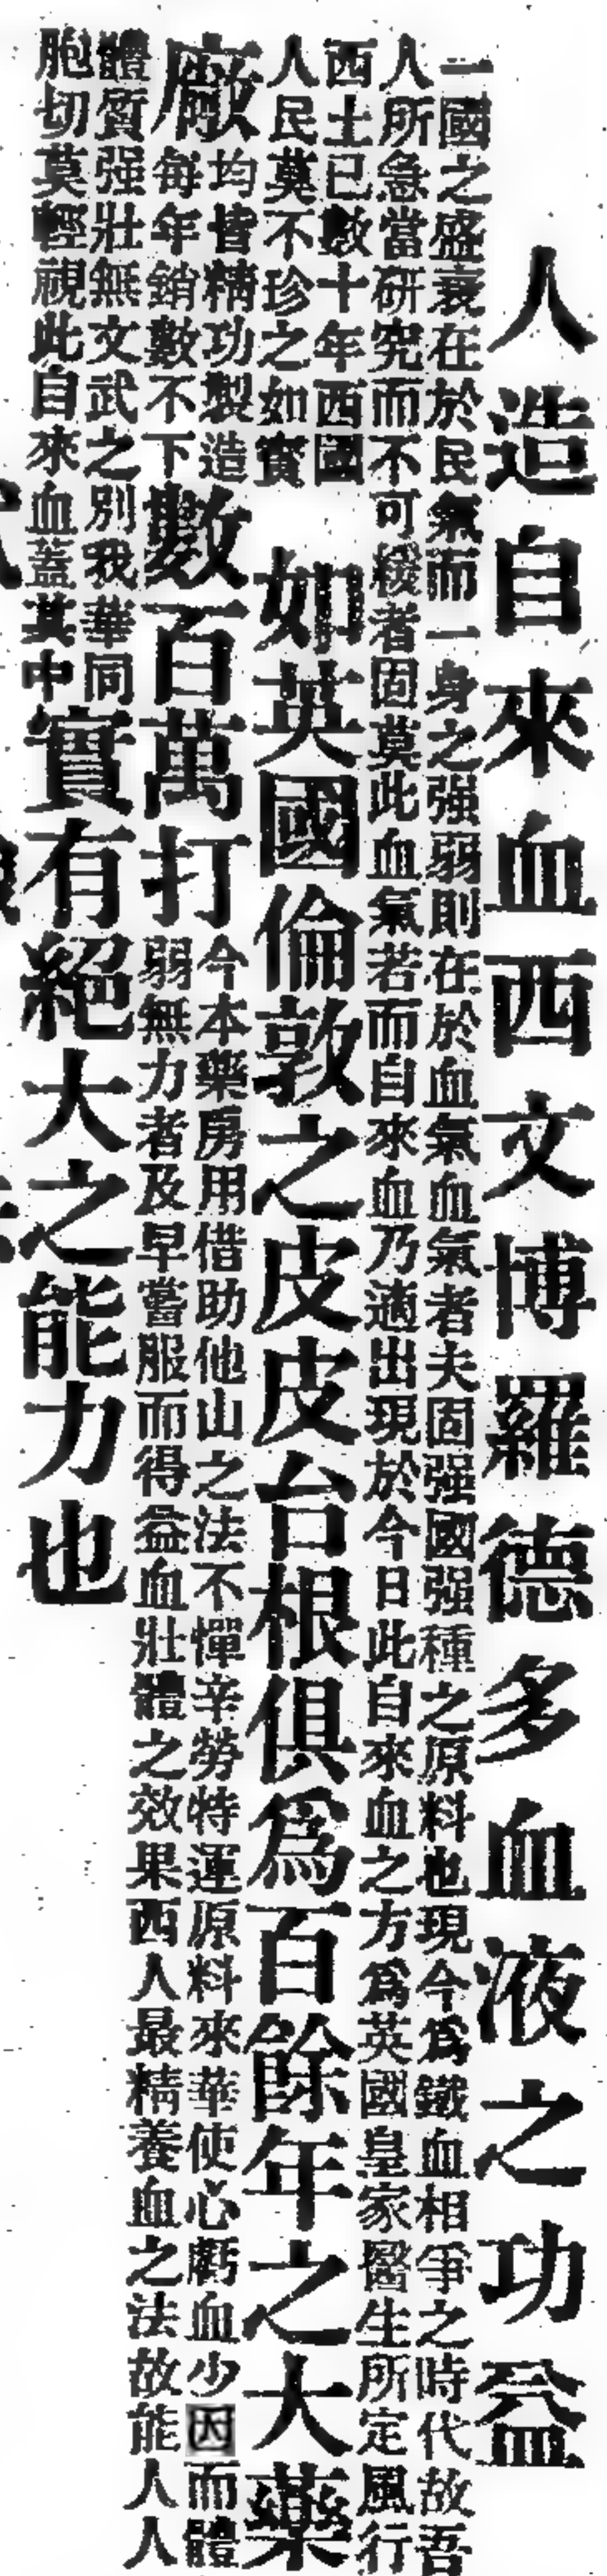 人造自來血西文博羅德多血液之功益
一國之盛衰在於民氣而一身之强弱則在於血氣血氣者夫固强國强種之原料也現今爲鐵血相爭之時代故吾
人所急當研究而不可緩者固莫此血氣若而自來血乃適出現於今日此自來血之方爲英國皇家醫生所定風行
西土已數十年西國
人民莫不珍之如寶
如英國倫敦之皮皮台根俱爲百餘年之大藥
廠
均皆精功製造
每年銷數不下
數百萬打
今本藥房用借助他山之法不憚辛勞特運原料來華使心虧血少因而體
弱無力者及早嘗服而得益血壯體之效果西人最精養血之法故能人人
體質强壯無文武之別我華同
胞切莫輕視此自來血蓋其中
實有絕大之能力也